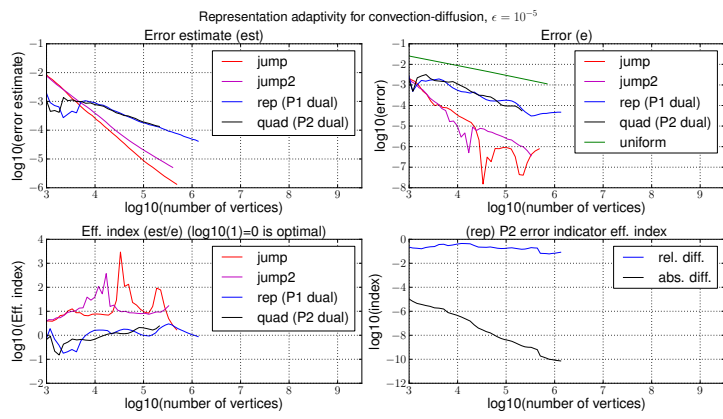 Representation adaptivity for convection-diffusion, ϵ = 10⁻⁵
Error estimate (est)
log10(error estimate)
−1
−2
−3
−4
−5
−6
3 4 5 6 7 8 9
log10(number of vertices)
jump
jump2
rep (P1 dual)
quad (P2 dual)
Error (e)
log10(error)
−1
−2
−3
−4
−5
−6
−7
−8
3 4 5 6 7 8 9
log10(number of vertices)
jump
jump2
rep (P1 dual)
quad (P2 dual)
uniform
Eff. index (est/e) (log10(1)=0 is optimal)
log10(Eff. index)
4
3
2
1
0
−1
−2
3 4 5 6 7 8 9
log10(number of vertices)
jump
jump2
rep (P1 dual)
quad (P2 dual)
(rep) P2 error indicator eff. index
log10(index)
0
−2
−4
−6
−8
−10
−12
3 4 5 6 7 8 9
log10(number of vertices)
rel. diff.
abs. diff.